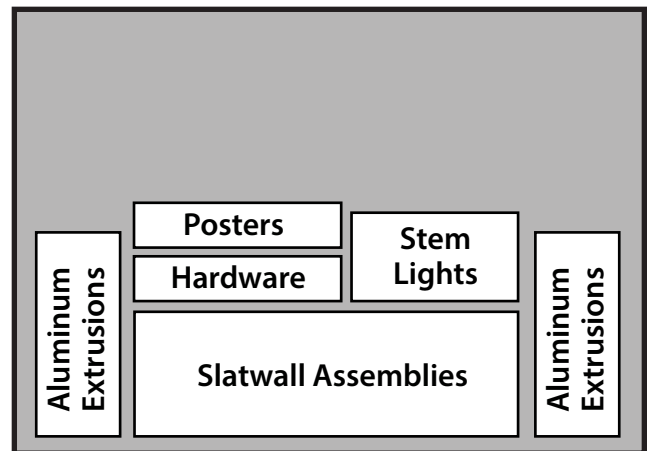 Posters
Hardware
Stem
Lights
Aluminum
Extrusions
Slatwall Assemblies
Aluminum
Extrusions